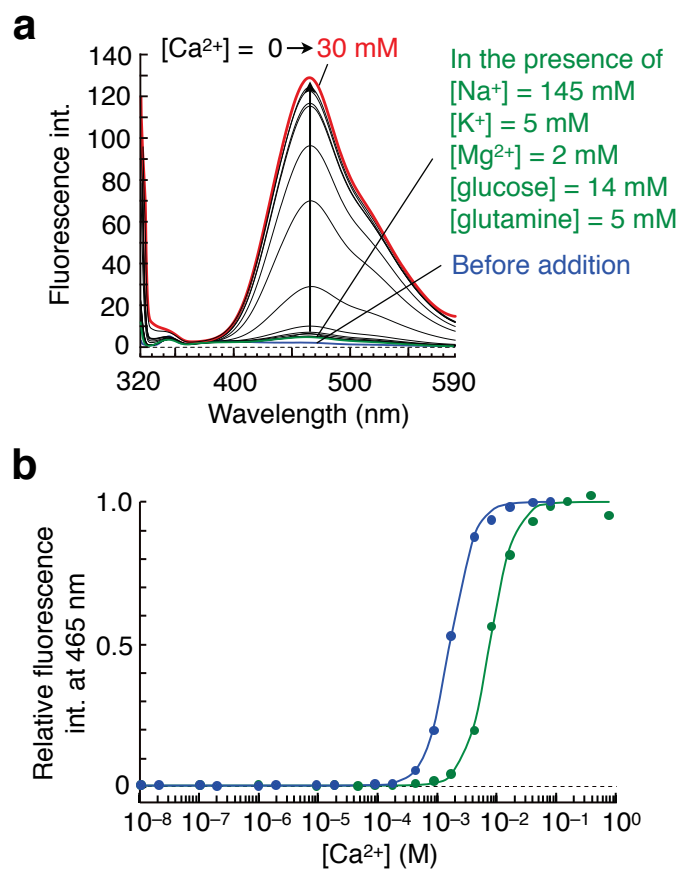 a
[Ca²⁺] = 0 → 30 mM
In the presence of
[Na⁺] = 145 mM
[K⁺] = 5 mM
[Mg²⁺] = 2 mM
[glucose] = 14 mM
[glutamine] = 5 mM
Before addition
Fluorescence int.
140
120
100
80
60
40
20
0
320 400 500 590
Wavelength (nm)
b
Relative fluorescence
int. at 465 nm
1.0
0.5
0
10⁻⁸ 10⁻⁷ 10⁻⁶ 10⁻⁵ 10⁻⁴ 10⁻³ 10⁻² 10⁻¹ 10⁰
[Ca²⁺] (M)